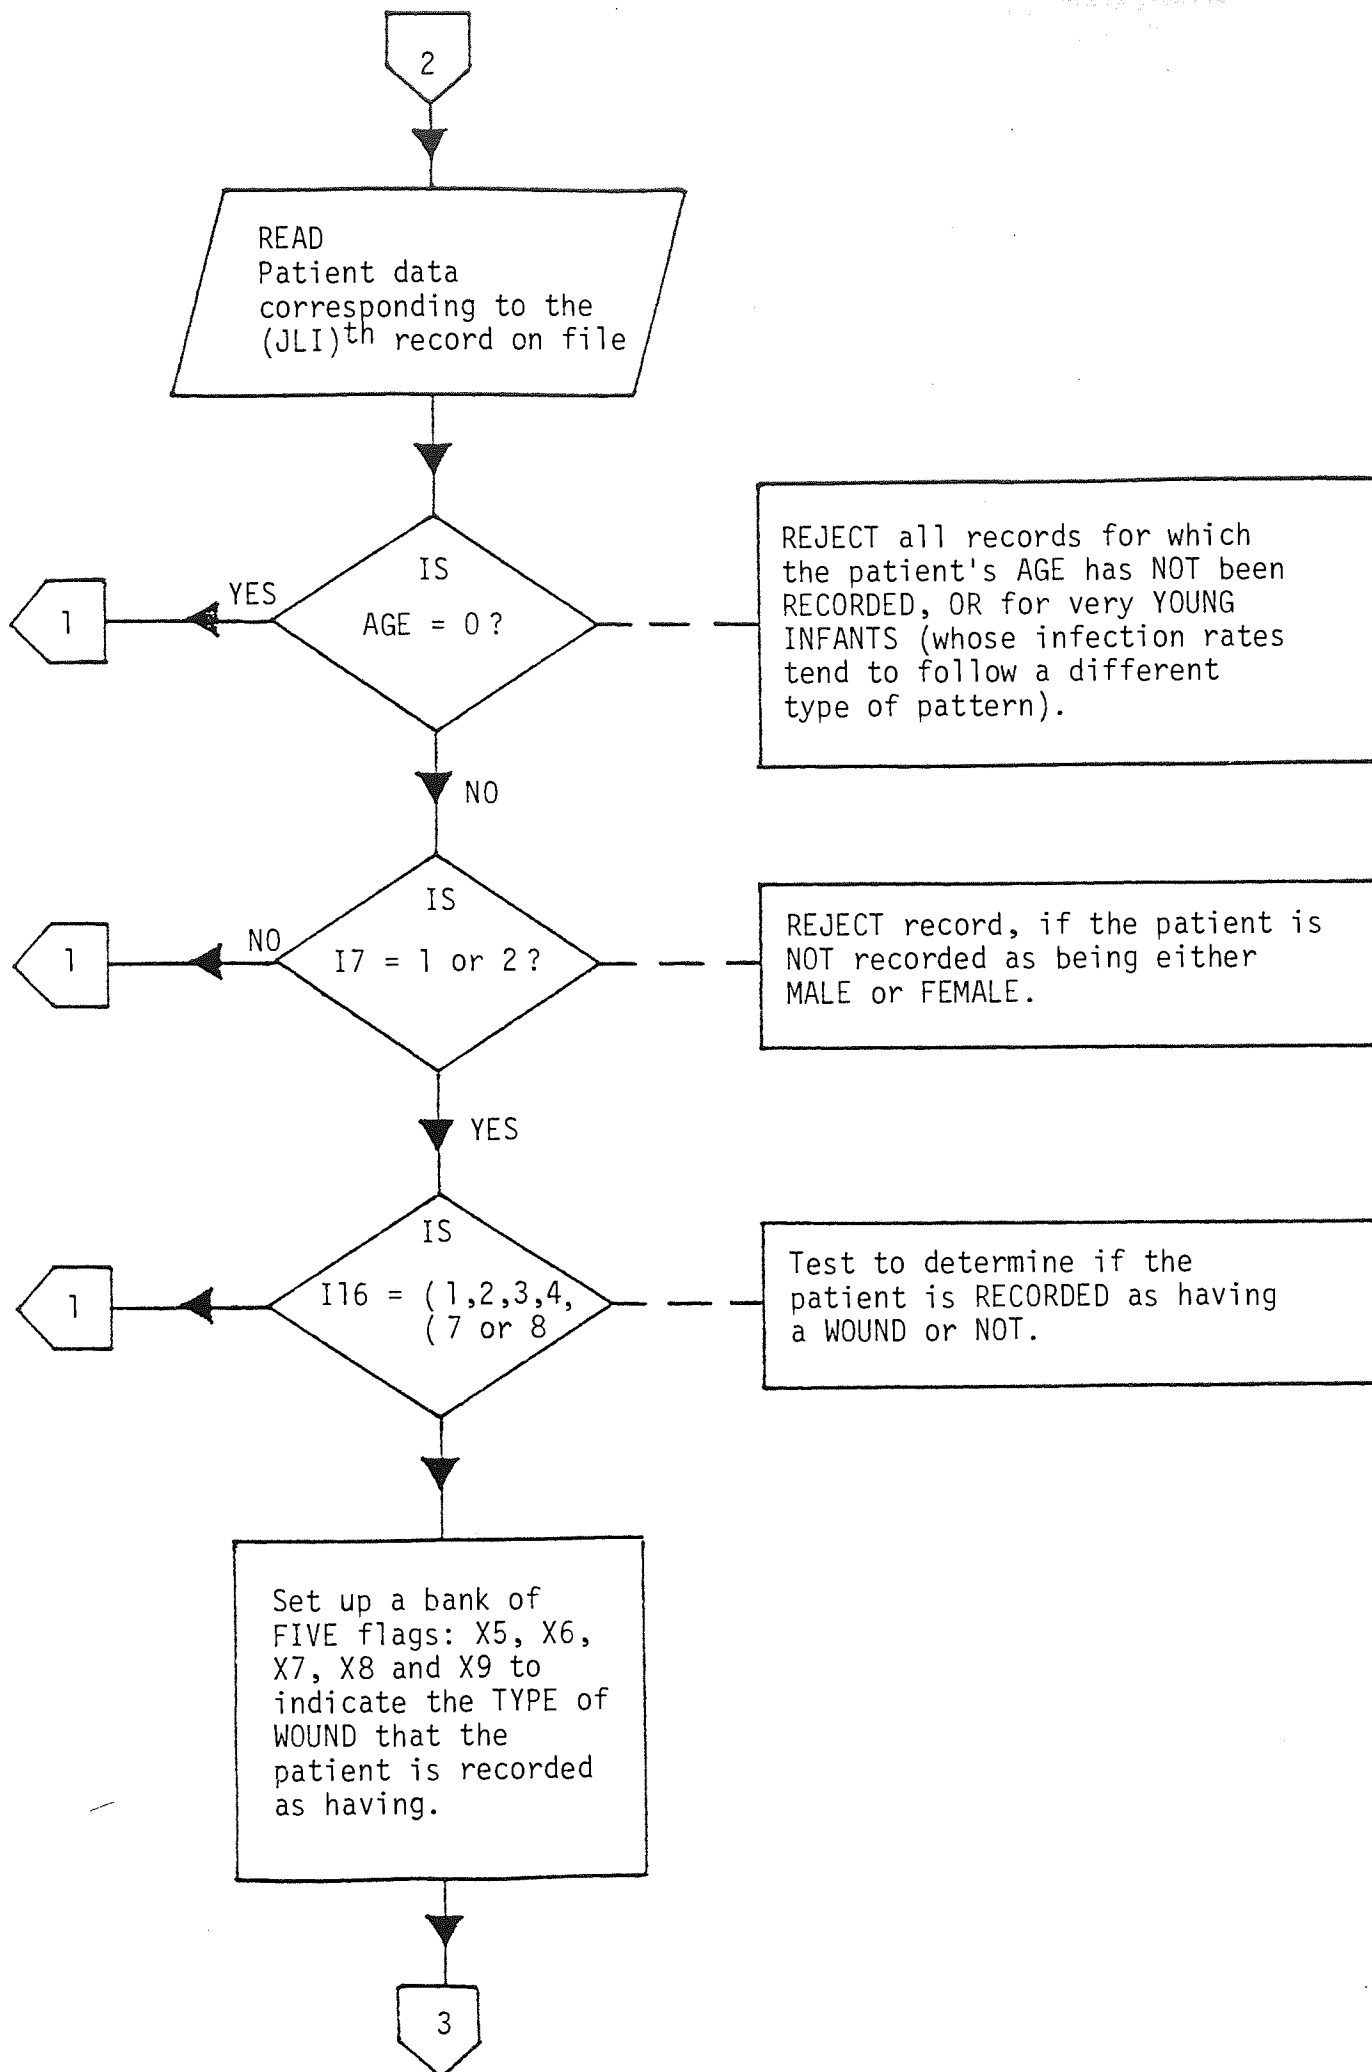 2
READ
Patient data
corresponding to the
(JLI)th record on file
IS
AGE = 0?
YES
1
REJECT all records for which
the patient's AGE has NOT been
RECORDED, OR for very YOUNG
INFANTS (whose infection rates
tend to follow a different
type of pattern).
NO
IS
I7 = 1 or 2?
NO
1
REJECT record, if the patient is
NOT recorded as being either
MALE or FEMALE.
YES
IS
I16 = (1,2,3,4,
(7 or 8
1
Test to determine if the
patient is RECORDED as having
a WOUND or NOT.
Set up a bank of
FIVE flags: X5, X6,
X7, X8 and X9 to
indicate the TYPE of
WOUND that the
patient is recorded
as having.
3